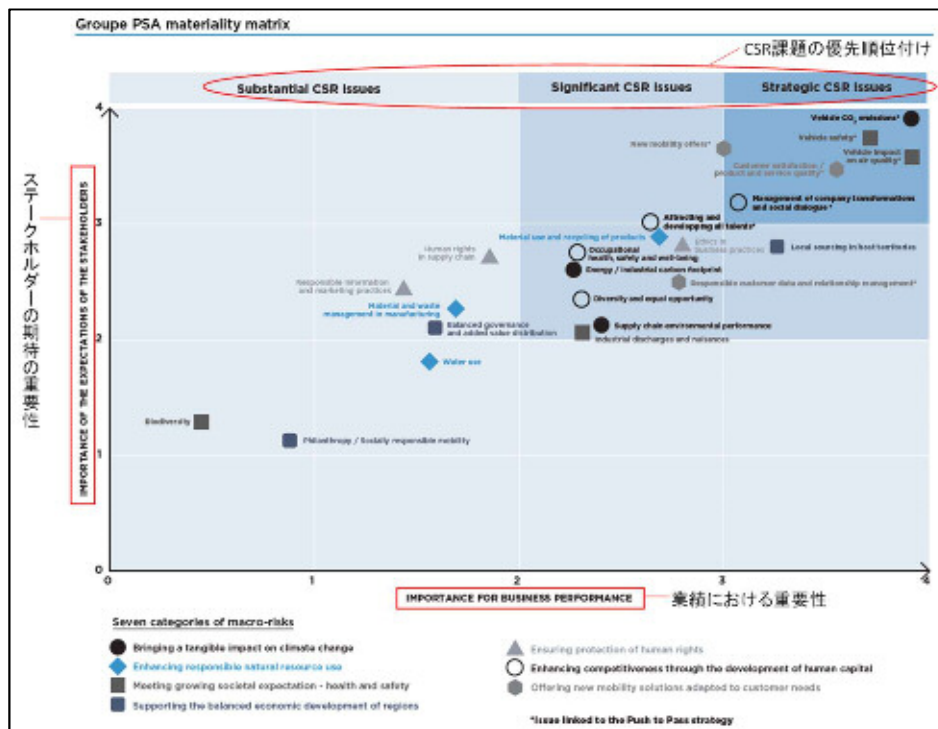 Groupe PSA materiality matrix
CSR課題の優先順位付け
Substantial CSR issues
Significant CSR issues
Strategic CSR issues
4
Vehicle CO₂ emissions*
Vehicle safety*
New mobility offers*
Vehicle impact
on air quality*
Customer satisfaction /
product and service quality*
Management of company transformations
and social dialogue*
3
Attracting and
developping all talents*
Material use and recycling of products
Ethics in
business practices
Local sourcing in host territories
Human rights
in supply chain
Occupational
health, safety and well-being
Energy / industrial carbon footprint
Responsible information
and marketing practices
Responsible customer data and relationship management*
Diversity and equal opportunity
Material and waste
management in manufacturing
Balanced governance
and added value distribution
Supply chain environmental performance
Industrial discharges and nuisances
2
Water use
Biodiversity
Philanthropy / Socially responsible mobility
1
0
0
1
2
3
4
ステークホルダーの期待の重要性
IMPORTANCE OF THE EXPECTATIONS OF THE STAKEHOLDERS
IMPORTANCE FOR BUSINESS PERFORMANCE
業績における重要性
Seven categories of macro-risks
Bringing a tangible impact on climate change
Enhancing responsible natural resource use
Meeting growing societal expectation - health and safety
Supporting the balanced economic development of regions
Ensuring protection of human rights
Enhancing competitiveness through the development of human capital
Offering new mobility solutions adapted to customer needs
*Issue linked to the Push to Pass strategy